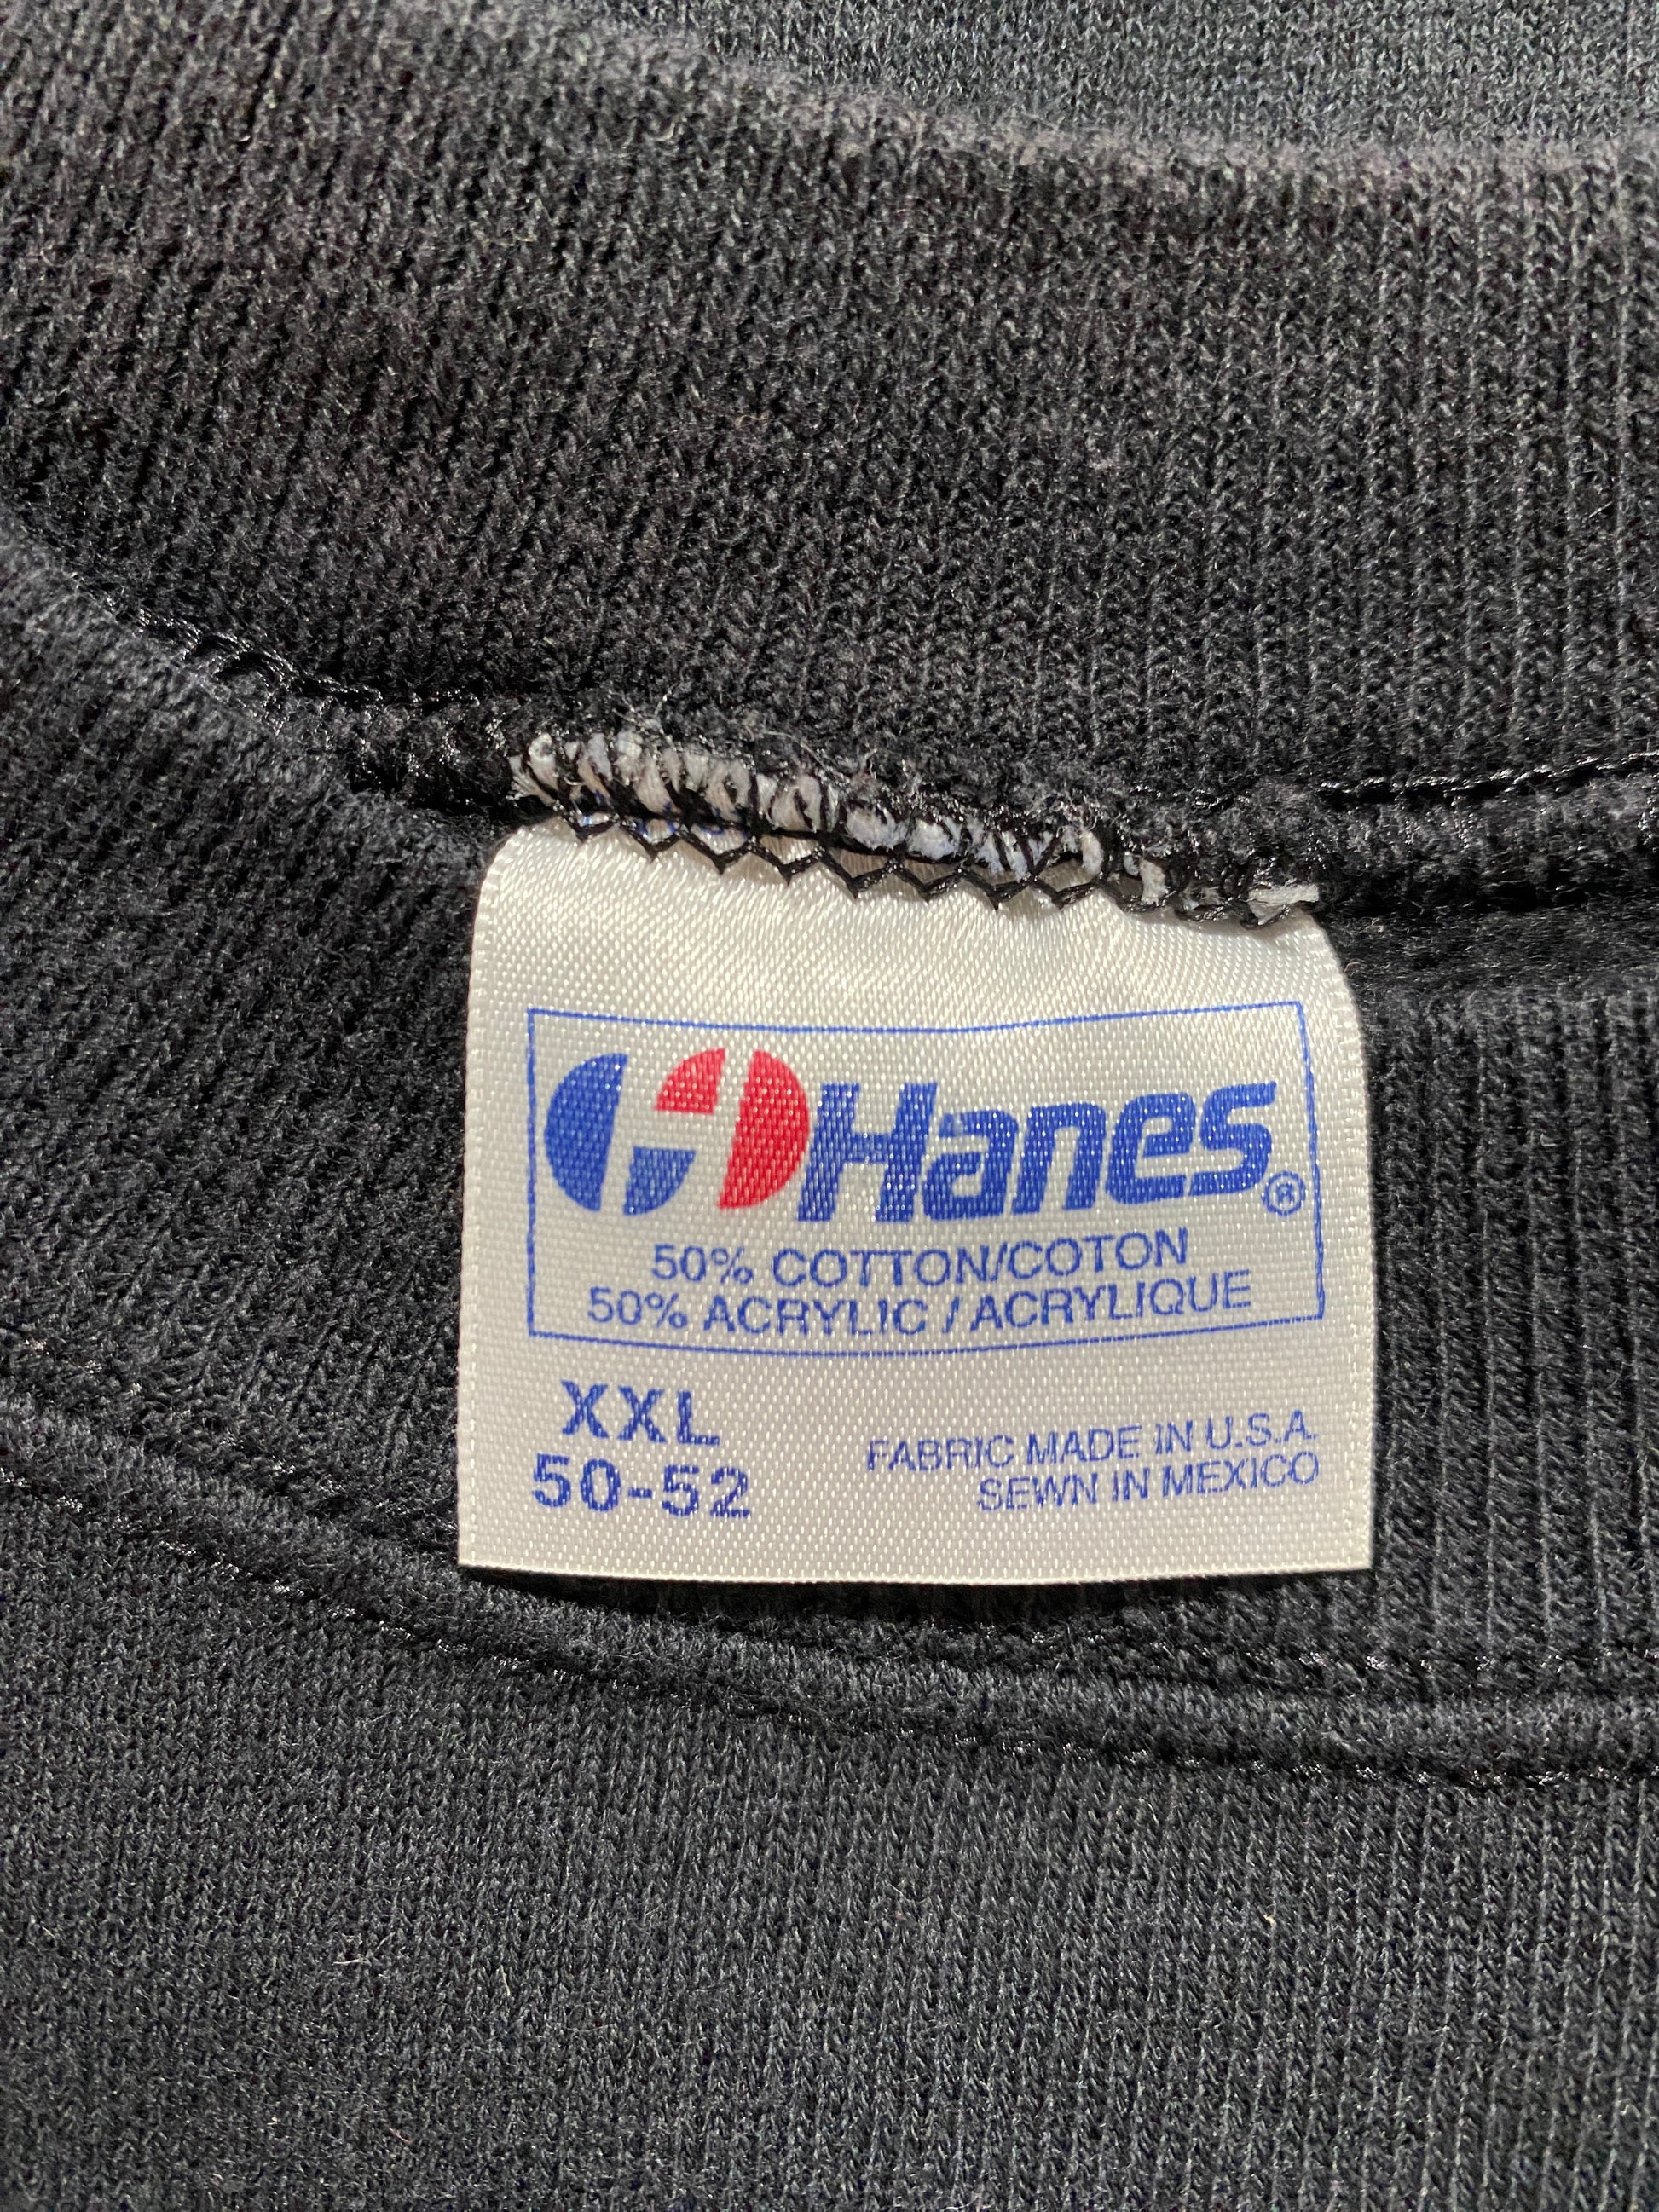 Hanes®
50% COTTON/COTON
50% ACRYLIC / ACRYLIQUE
XXL
50-52
FABRIC MADE IN U.S.A.
SEWN IN MEXICO